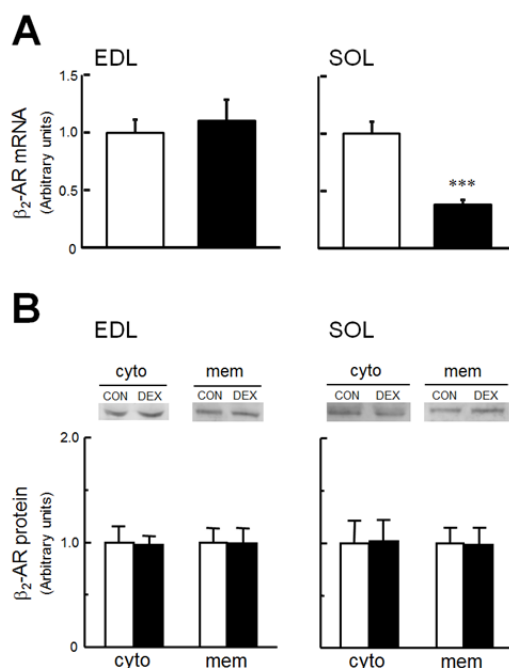 A
EDL SOL
β₂-AR mRNA
(Arbitrary units)
1.5
1.0
0.5
0
***
B
EDL SOL
cyto mem cyto mem
CON DEX CON DEX CON DEX CON DEX
β₂-AR protein
(Arbitrary units)
2.0
1.0
0
cyto mem cyto mem